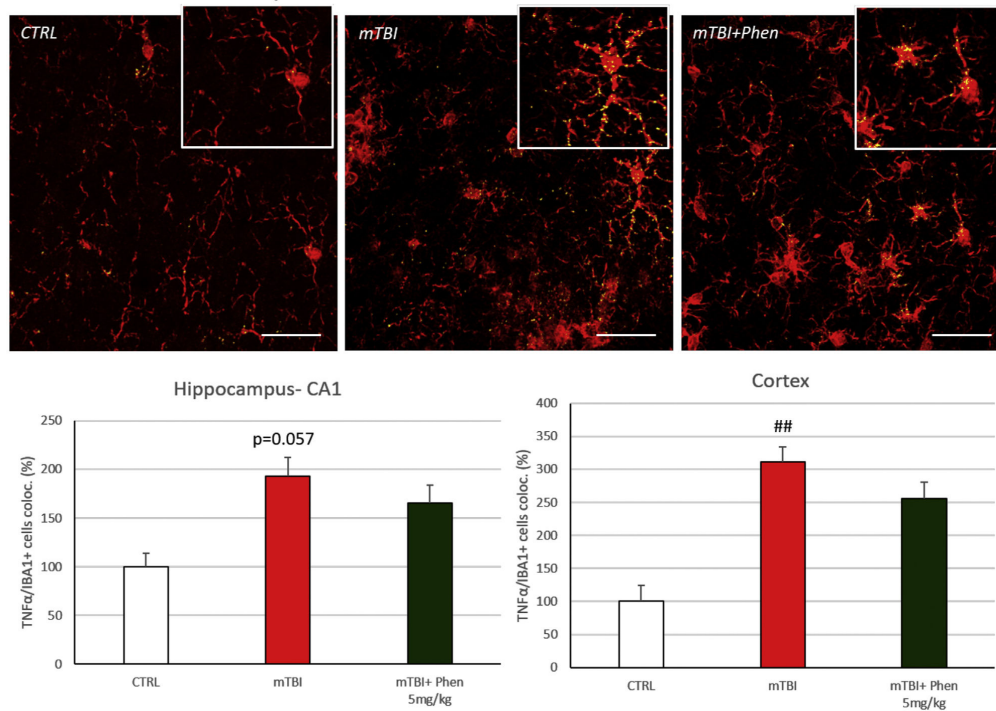 CTRL
mTBI
mTBI+Phen
Hippocampus- CA1
TNFα/IBA1+ cells coloc. (%)
250
200
150
100
50
0
p=0.057
CTRL
mTBI
mTBI+ Phen
5mg/kg
Cortex
TNFα/IBA1+ cells coloc. (%)
400
350
300
250
200
150
100
50
0
##
CTRL
mTBI
mTBI+ Phen
5mg/kg